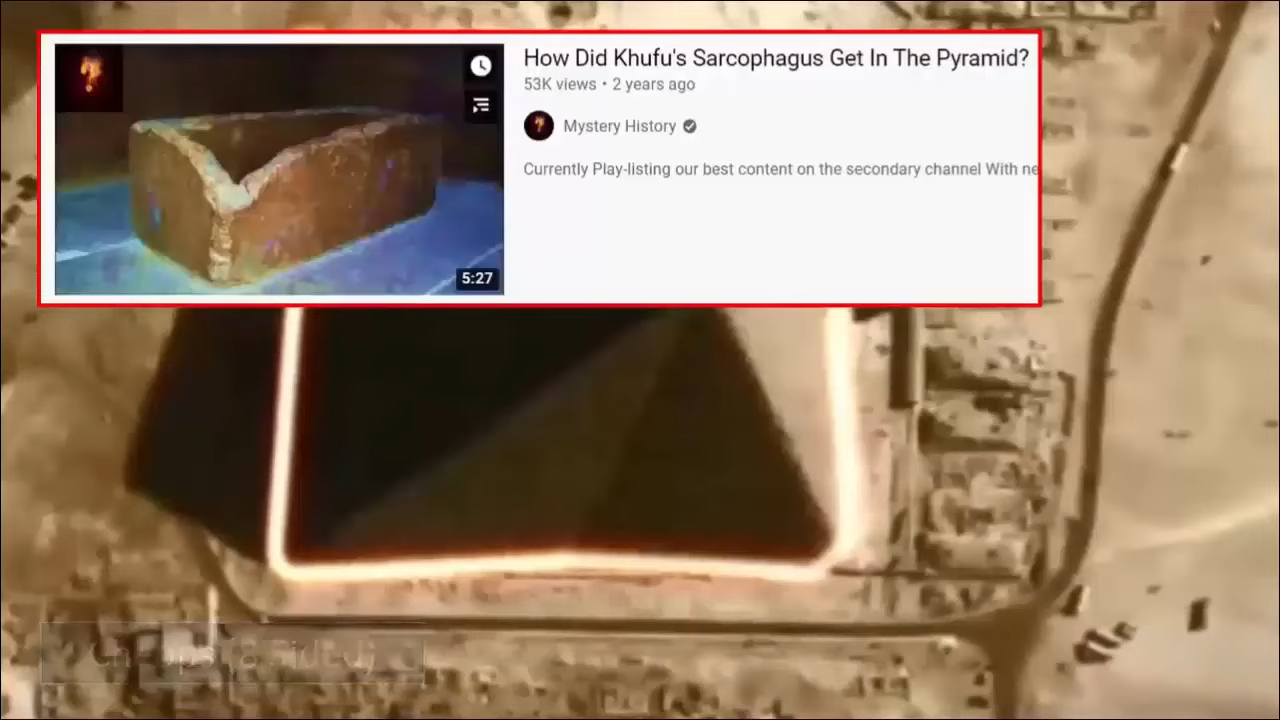 How Did Khufu's Sarcophagus Get In The Pyramid?
53K views • 2 years ago
Mystery History
Currently Play-listing our best content on the secondary channel With ne
5:27